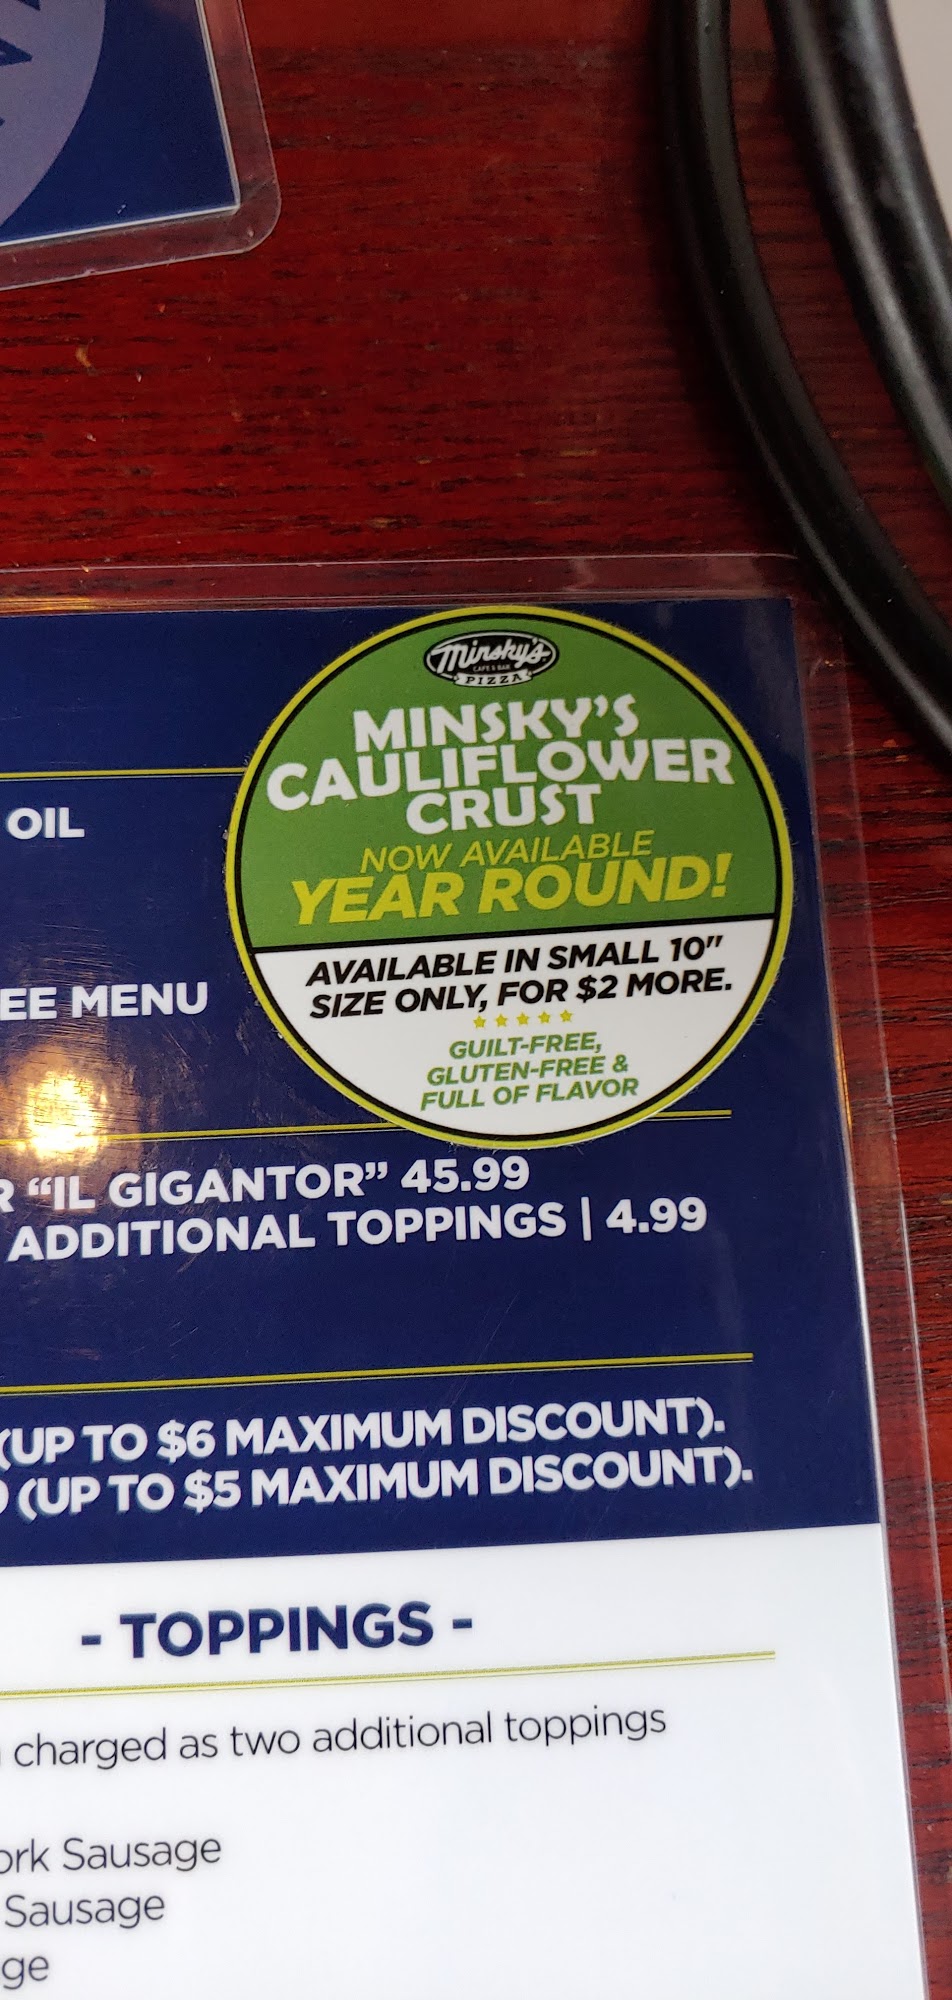 Minsky's
CAFE & BAR
PIZZA
MINSKY'S
CAULIFLOWER
CRUST
NOW AVAILABLE
YEAR ROUND!
AVAILABLE IN SMALL 10"
SIZE ONLY, FOR $2 MORE.
GUILT-FREE,
GLUTEN-FREE &
FULL OF FLAVOR
OIL
EE MENU
R “IL GIGANTOR” 45.99
ADDITIONAL TOPPINGS | 4.99
(UP TO $6 MAXIMUM DISCOUNT).
(UP TO $5 MAXIMUM DISCOUNT).
- TOPPINGS -
charged as two additional toppings
ork Sausage
Sausage
ge